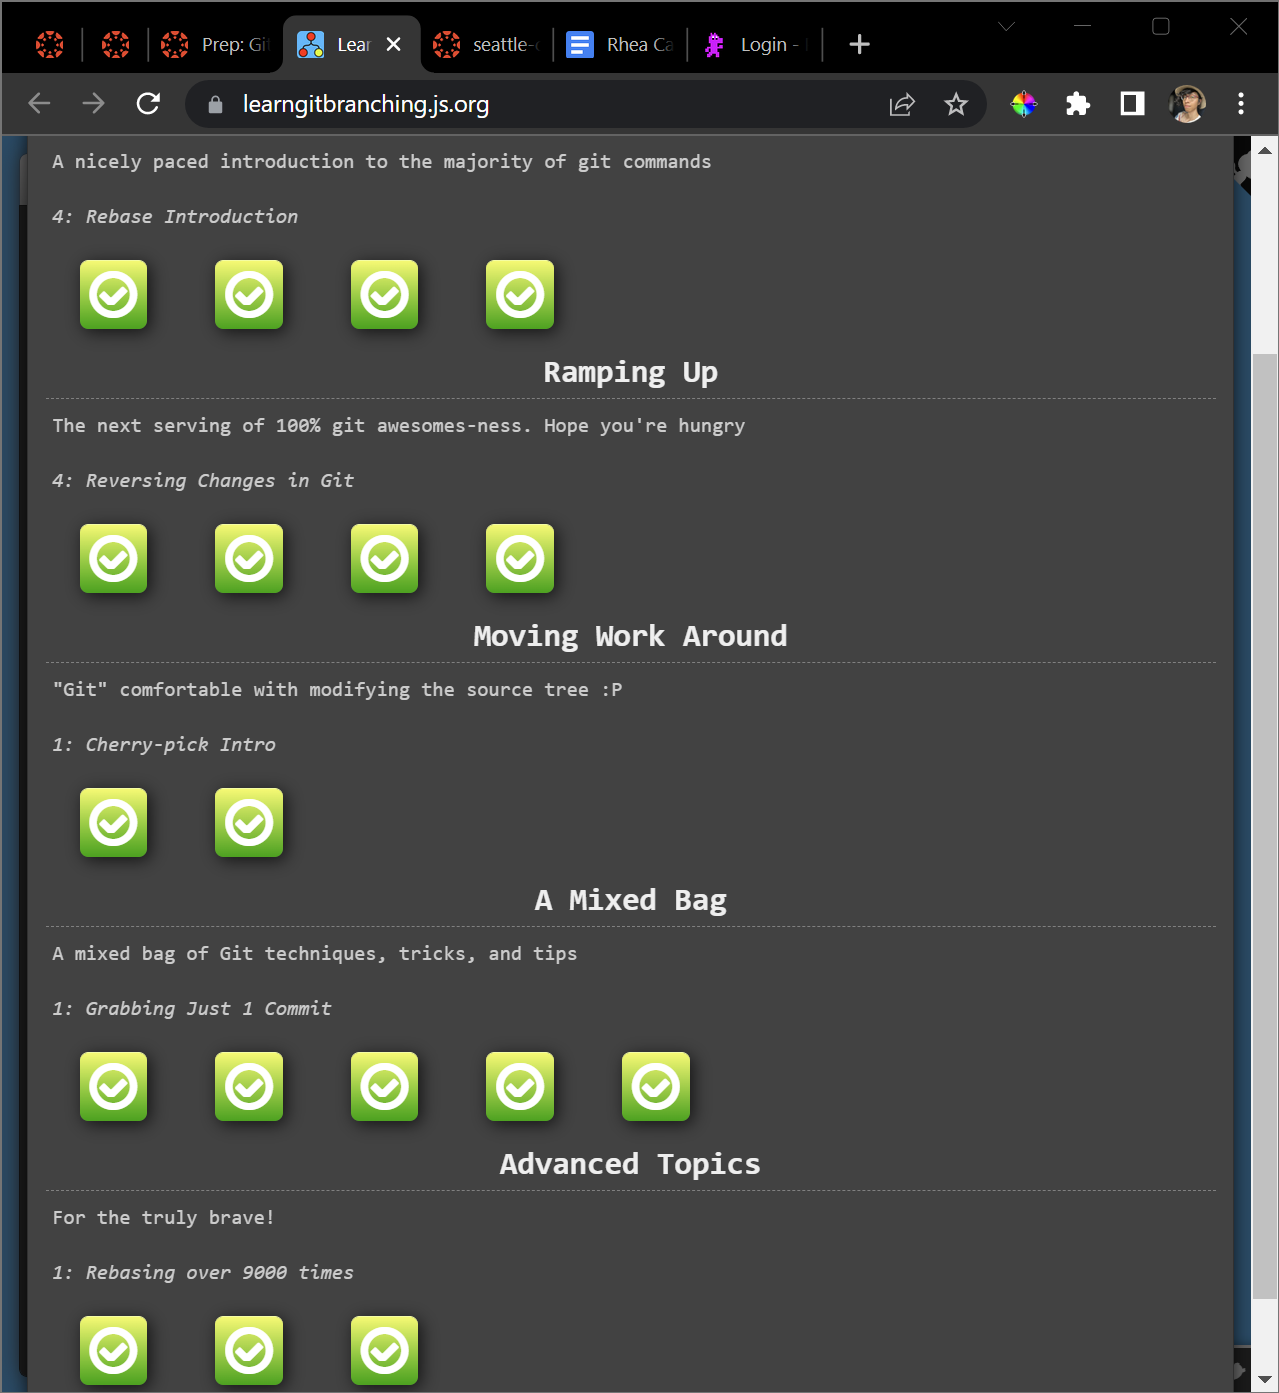 Prep: Git
Lear
seattle-c
Rhea Ca
Login -
learngitbranching.js.org
A nicely paced introduction to the majority of git commands
4: Rebase Introduction
Ramping Up
The next serving of 100% git awesomes-ness. Hope you're hungry
4: Reversing Changes in Git
Moving Work Around
"Git" comfortable with modifying the source tree :P
1: Cherry-pick Intro
A Mixed Bag
A mixed bag of Git techniques, tricks, and tips
1: Grabbing Just 1 Commit
Advanced Topics
For the truly brave!
1: Rebasing over 9000 times